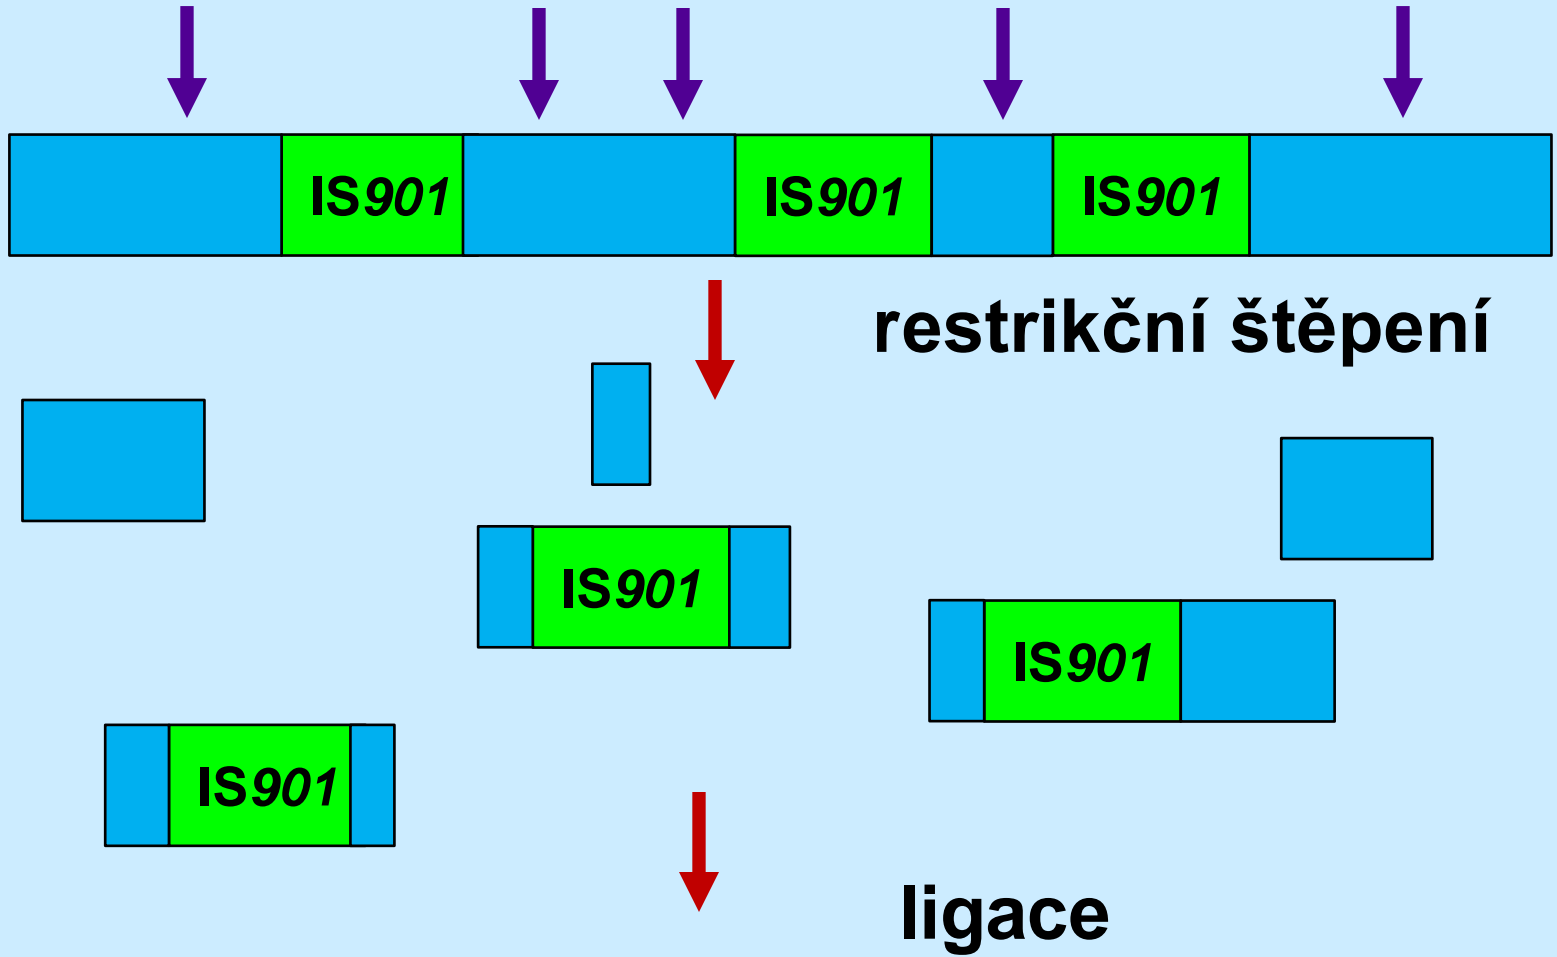 IS901 IS901 IS901
restrikční štěpení
IS901
IS901
IS901
ligace